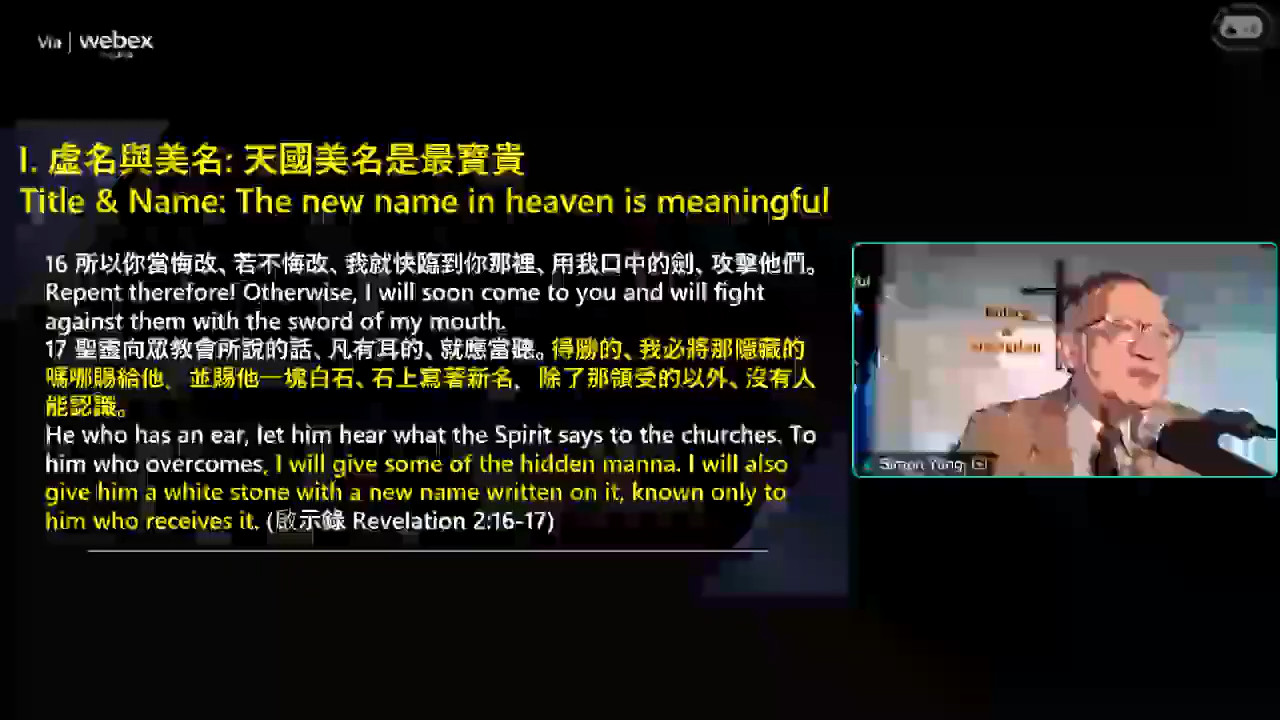 Via | webex
I. 虛名與美名: 天國美名是最寶貴
Title & Name: The new name in heaven is meaningful
16 所以你當悔改、若不悔改、我就快臨到你那裡、用我口中的劍、攻擊他們。
Repent therefore! Otherwise, I will soon come to you and will fight
against them with the sword of my mouth.
17 聖靈向眾教會所說的話、凡有耳的、就應當聽。得勝的、我必將那隱藏的
嗎哪賜給他、並賜他一塊白石、石上寫著新名、除了那領受的以外、沒有人
能認識。
He who has an ear, let him hear what the Spirit says to the churches. To
him who overcomes, I will give some of the hidden manna. I will also
give him a white stone with a new name written on it, known only to
him who receives it. (啟示錄 Revelation 2:16-17)
Simon Yung